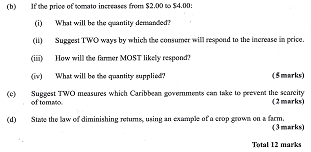 (b) If the price of tomato increases from $2.00 to $4.00:
(i) What will be the quantity demanded?
(ii) Suggest TWO ways by which the consumer will respond to the increase in price.
(iii) How will the farmer MOST likely respond?
(iv) What will be the quantity supplied? (5 marks)
(c) Suggest TWO measures which Caribbean governments can take to prevent the scarcity
of tomato. (2 marks)
(d) State the law of diminishing returns, using an example of a crop grown on a farm.
(3 marks)
Total 12 marks